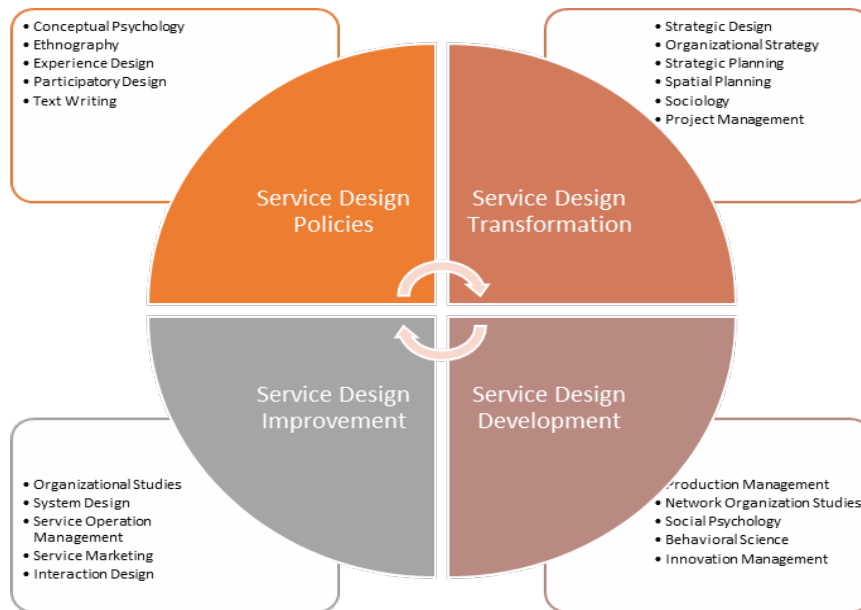 • Conceptual Psychology
• Ethnography
• Experience Design
• Participatory Design
• Text Writing
• Strategic Design
• Organizational Strategy
• Strategic Planning
• Spatial Planning
• Sociology
• Project Management
Service Design
Policies
Service Design
Transformation
Service Design
Improvement
Service Design
Development
• Organizational Studies
• System Design
• Service Operation
Management
• Service Marketing
• Interaction Design
• Production Management
• Network Organization Studies
• Social Psychology
• Behavioral Science
• Innovation Management